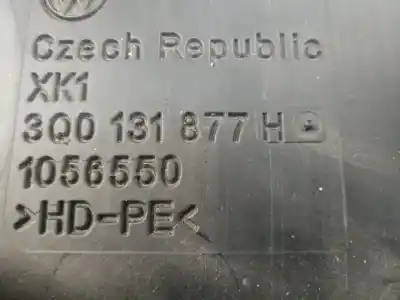 Czech Republic
XK1
3Q0 131 877 H
1056550
>HD-PE<